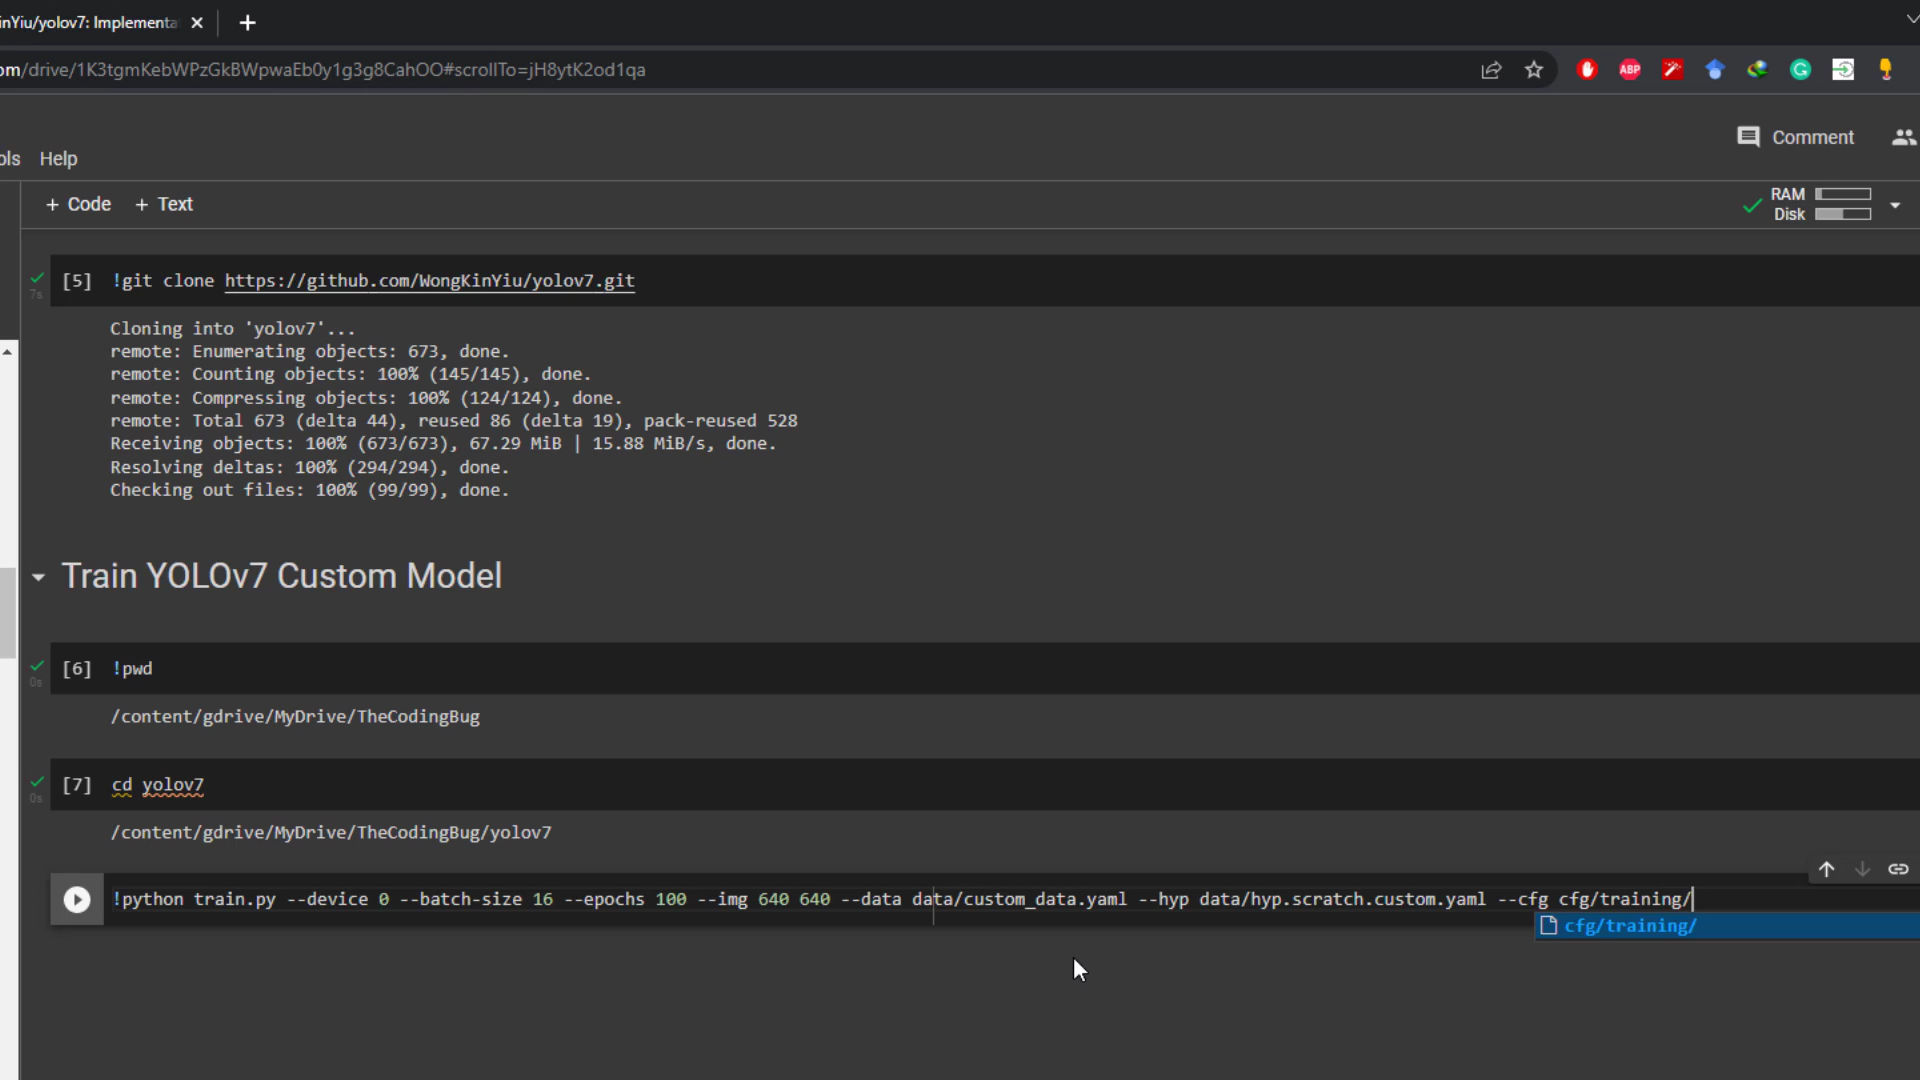 nYiu/yolov7: Implementa
om/drive/1K3tgmKebWPzGkBWpwaEb0y1g3g8CahOO#scrollTo=jH8ytK2od1qa
ABP
G
Comment
ols Help
+ Code + Text
RAM
Disk
[5] !git clone https://github.com/WongKinYiu/yolov7.git
7s
Cloning into 'yolov7'...
remote: Enumerating objects: 673, done.
remote: Counting objects: 100% (145/145), done.
remote: Compressing objects: 100% (124/124), done.
remote: Total 673 (delta 44), reused 86 (delta 19), pack-reused 528
Receiving objects: 100% (673/673), 67.29 MiB | 15.88 MiB/s, done.
Resolving deltas: 100% (294/294), done.
Checking out files: 100% (99/99), done.
Train YOLOv7 Custom Model
[6] !pwd
0s
/content/gdrive/MyDrive/TheCodingBug
[7] cd yolov7
0s
/content/gdrive/MyDrive/TheCodingBug/yolov7
!python train.py --device 0 --batch-size 16 --epochs 100 --img 640 640 --data data/custom_data.yaml --hyp data/hyp.scratch.custom.yaml --cfg cfg/training/
cfg/training/